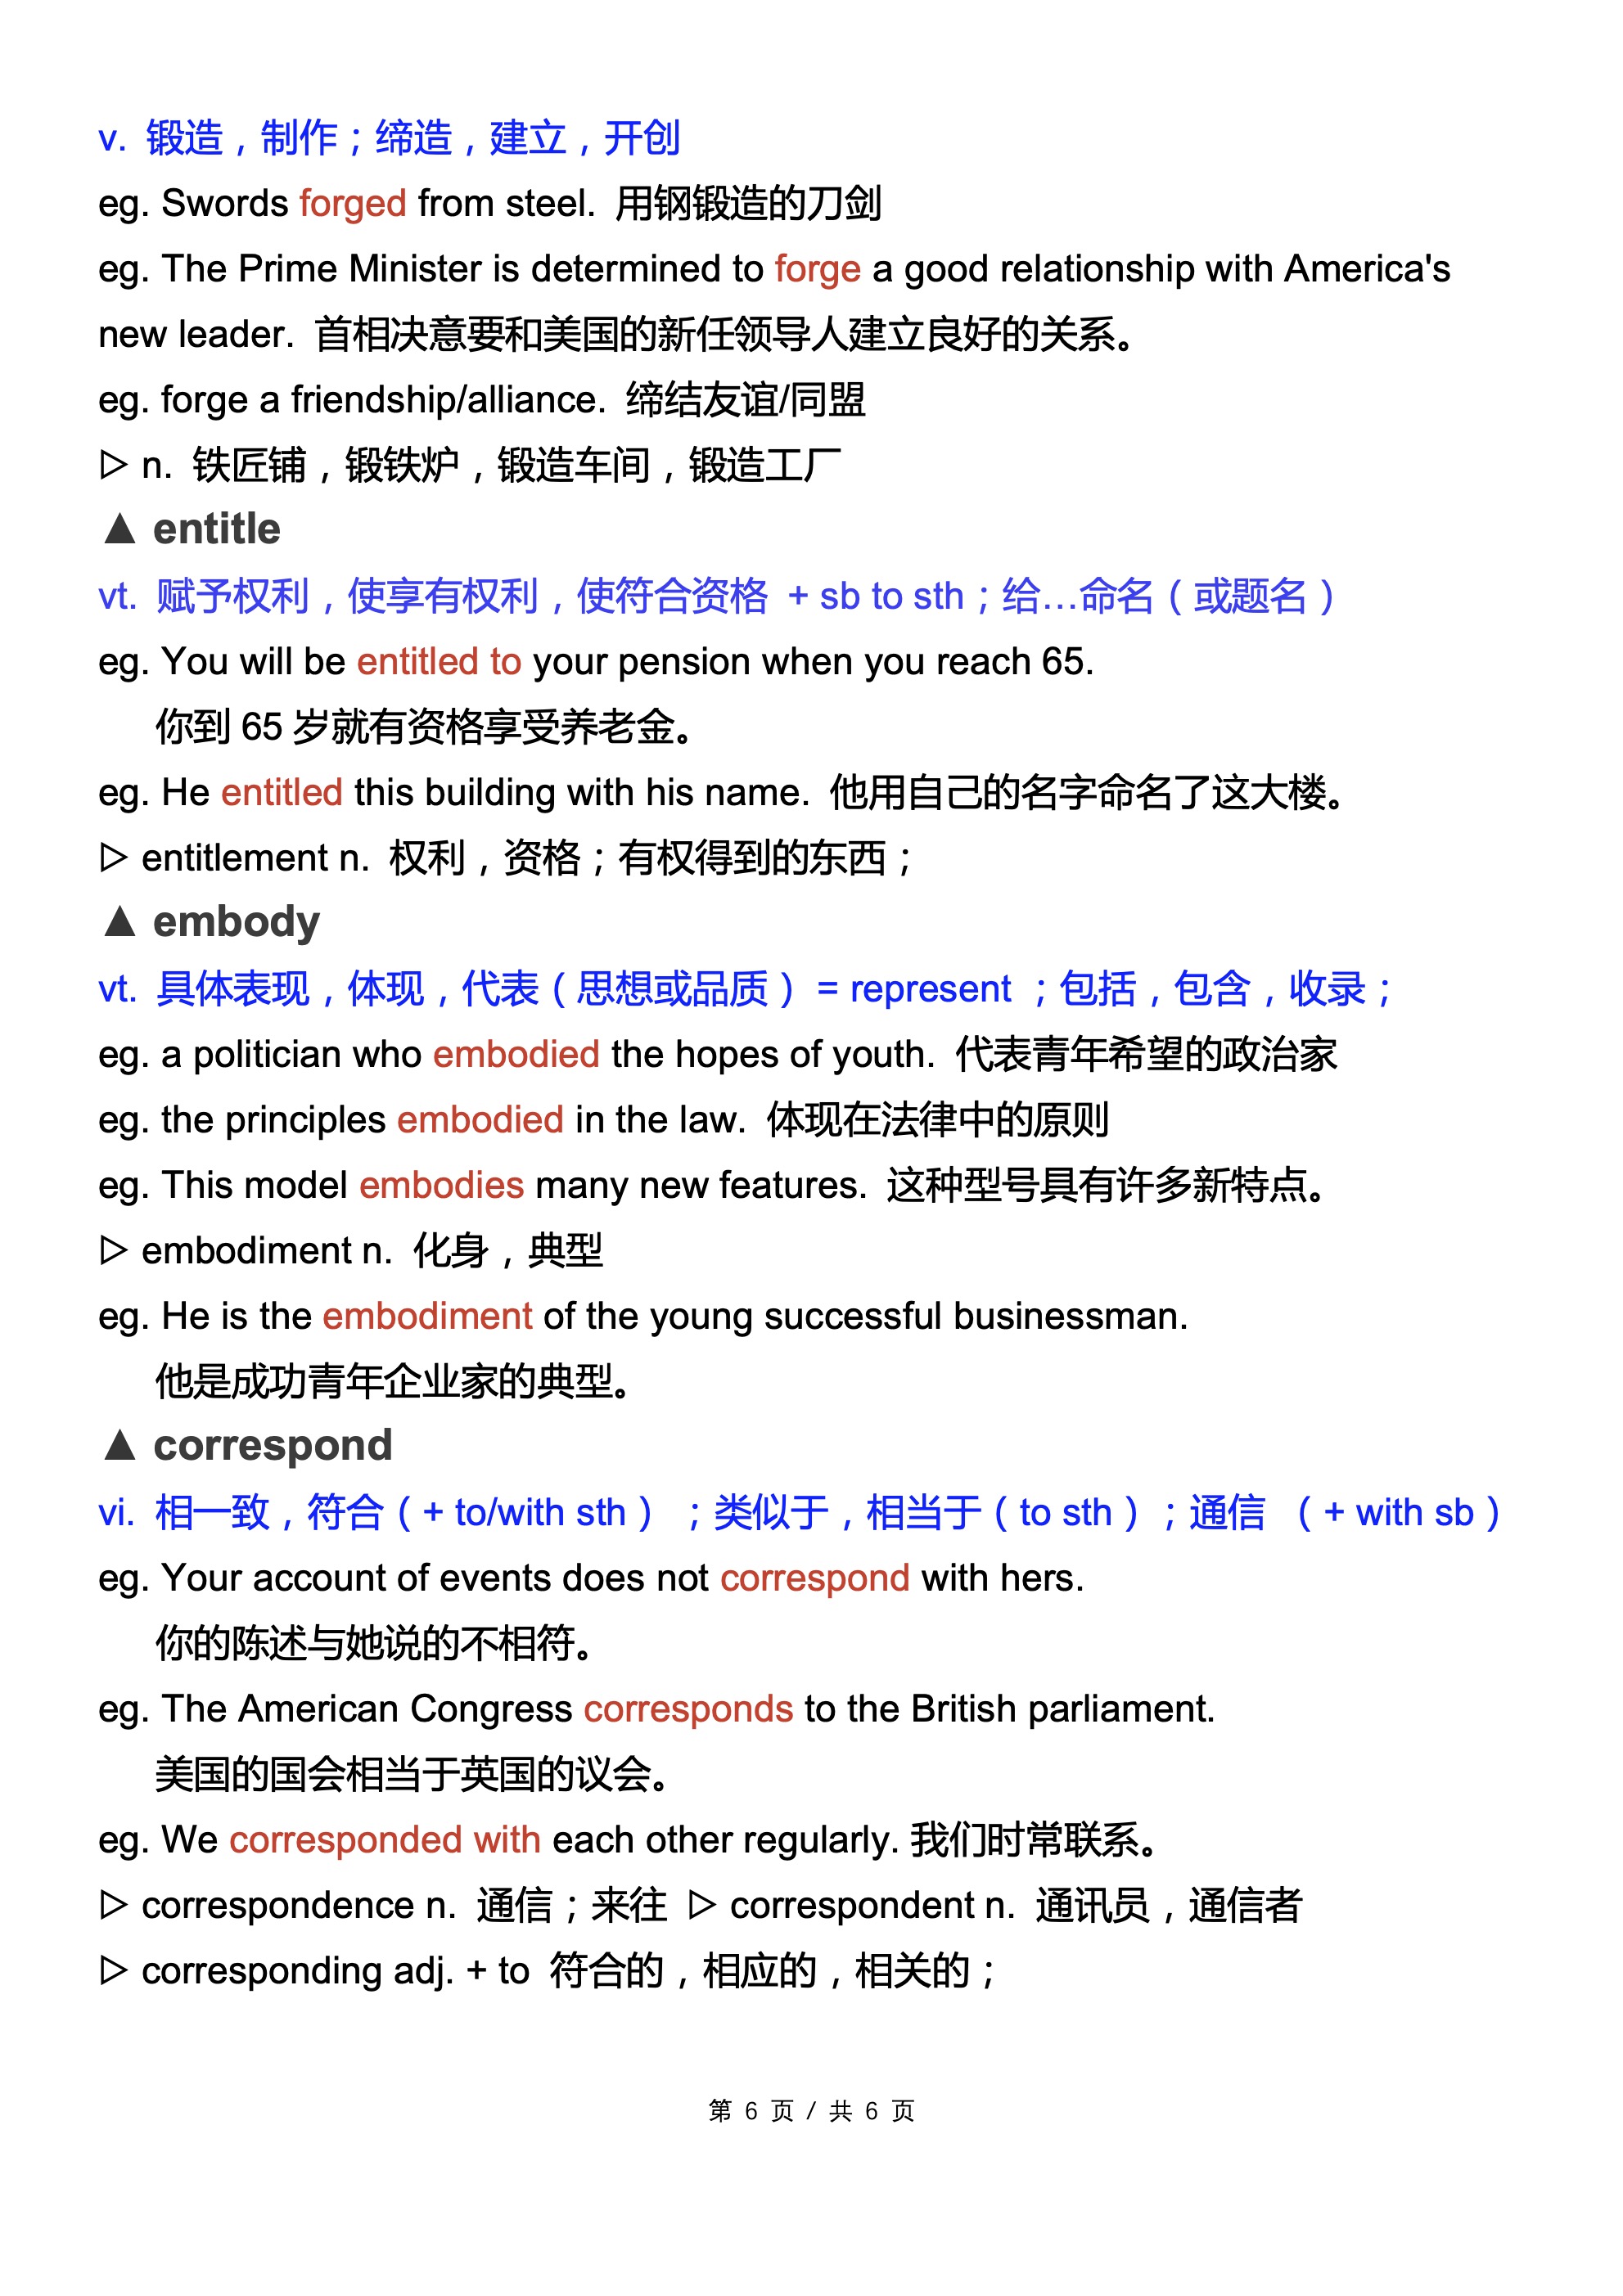 v. 锻造，制作；缔造，建立，开创
eg. Swords forged from steel. 用钢锻造的刀剑
eg. The Prime Minister is determined to forge a good relationship with America's
new leader. 首相决意要和美国的新任领导人建立良好的关系。
eg. forge a friendship/alliance. 缔结友谊/同盟
▷ n. 铁匠铺，锻铁炉，锻造车间，锻造工厂
▲ entitle
vt. 赋予权利，使享有权利，使符合资格 + sb to sth；给…命名（或题名）
eg. You will be entitled to your pension when you reach 65.
你到 65 岁就有资格享受养老金。
eg. He entitled this building with his name. 他用自己的名字命名了这大楼。
▷ entitlement n. 权利，资格；有权得到的东西；
▲ embody
vt. 具体表现，体现，代表（思想或品质）= represent ；包括，包含，收录；
eg. a politician who embodied the hopes of youth. 代表青年希望的政治家
eg. the principles embodied in the law. 体现在法律中的原则
eg. This model embodies many new features. 这种型号具有许多新特点。
▷ embodiment n. 化身，典型
eg. He is the embodiment of the young successful businessman.
他是成功青年企业家的典型。
▲ correspond
vi. 相一致，符合（+ to/with sth） ；类似于，相当于（to sth）；通信 （+ with sb）
eg. Your account of events does not correspond with hers.
你的陈述与她说的不相符。
eg. The American Congress corresponds to the British parliament.
美国的国会相当于英国的议会。
eg. We corresponded with each other regularly. 我们时常联系。
▷ correspondence n. 通信；来往 ▷ correspondent n. 通讯员，通信者
▷ corresponding adj. + to 符合的，相应的，相关的；
第 6 页 / 共 6 页